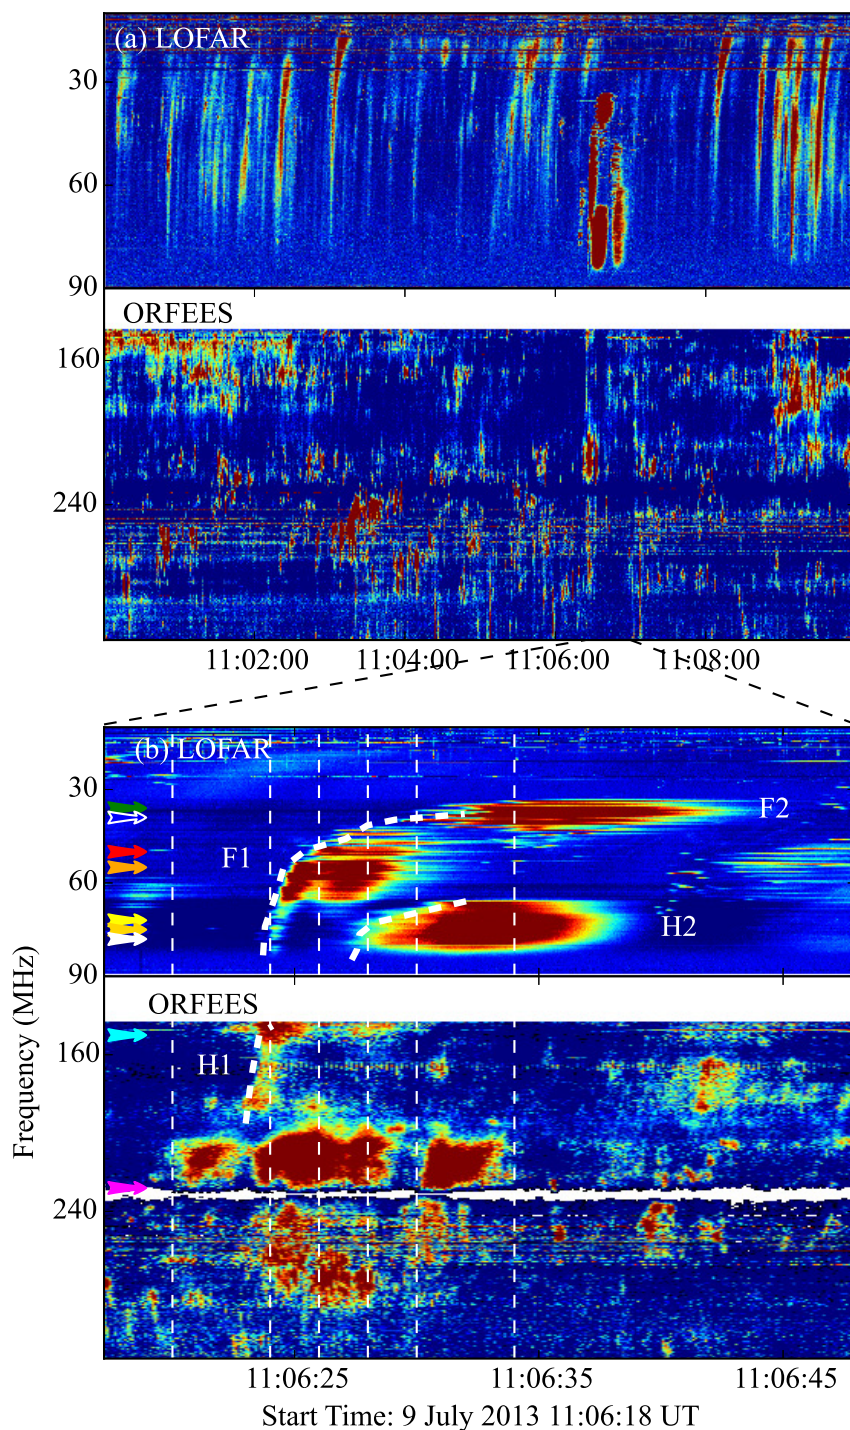 (a) LOFAR
30
60
90
ORFEES
160
240
11:02:00 11:04:00 11:06:00 11:08:00
(b) LOFAR
30
F2
F1
60
H2
90
ORFEES
H1
160
240
Frequency (MHz)
11:06:25 11:06:35 11:06:45
Start Time: 9 July 2013 11:06:18 UT